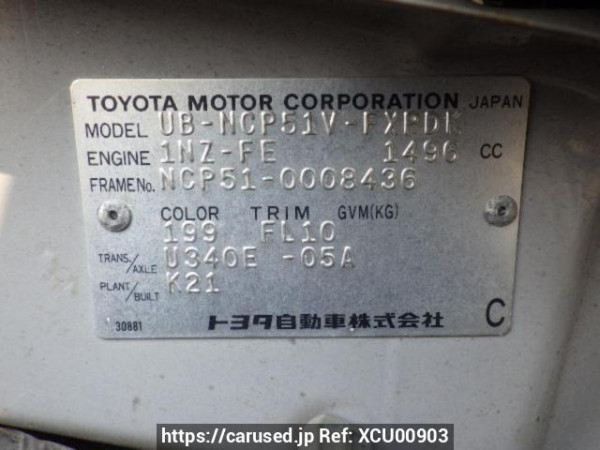 TOYOTA MOTOR CORPORATION JAPAN
MODEL UB-NCP51V-FXPDK
ENGINE 1NZ-FE 1496 CC
FRAME No. NCP51-0008436
COLOR TRIM GVM(KG)
199 FL10
TRANS./AXLE U340E -05A
PLANT/BUILT K21
30881 トヨタ自動車株式会社 C
https://carused.jp Ref: XCU00903